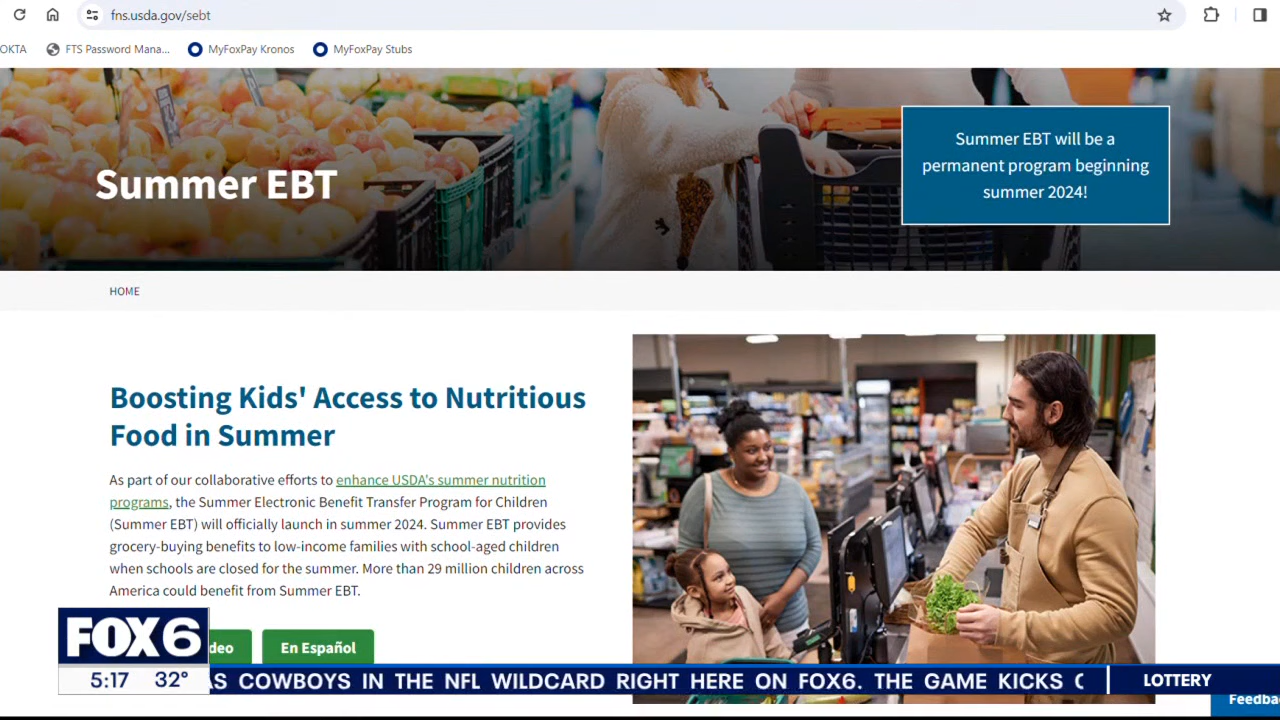 fns.usda.gov/sebt
OKTA FTS Password Mana... MyFoxPay Kronos MyFoxPay Stubs
Summer EBT
Summer EBT will be a
permanent program beginning
summer 2024!
HOME
Boosting Kids' Access to Nutritious
Food in Summer
As part of our collaborative efforts to enhance USDA's summer nutrition
programs, the Summer Electronic Benefit Transfer Program for Children
(Summer EBT) will officially launch in summer 2024. Summer EBT provides
grocery-buying benefits to low-income families with school-aged children
when schools are closed for the summer. More than 29 million children across
America could benefit from Summer EBT.
deo En Español
FOX6
5:17 32°
AS COWBOYS IN THE NFL WILDCARD RIGHT HERE ON FOX6. THE GAME KICKS
LOTTERY
Feedba